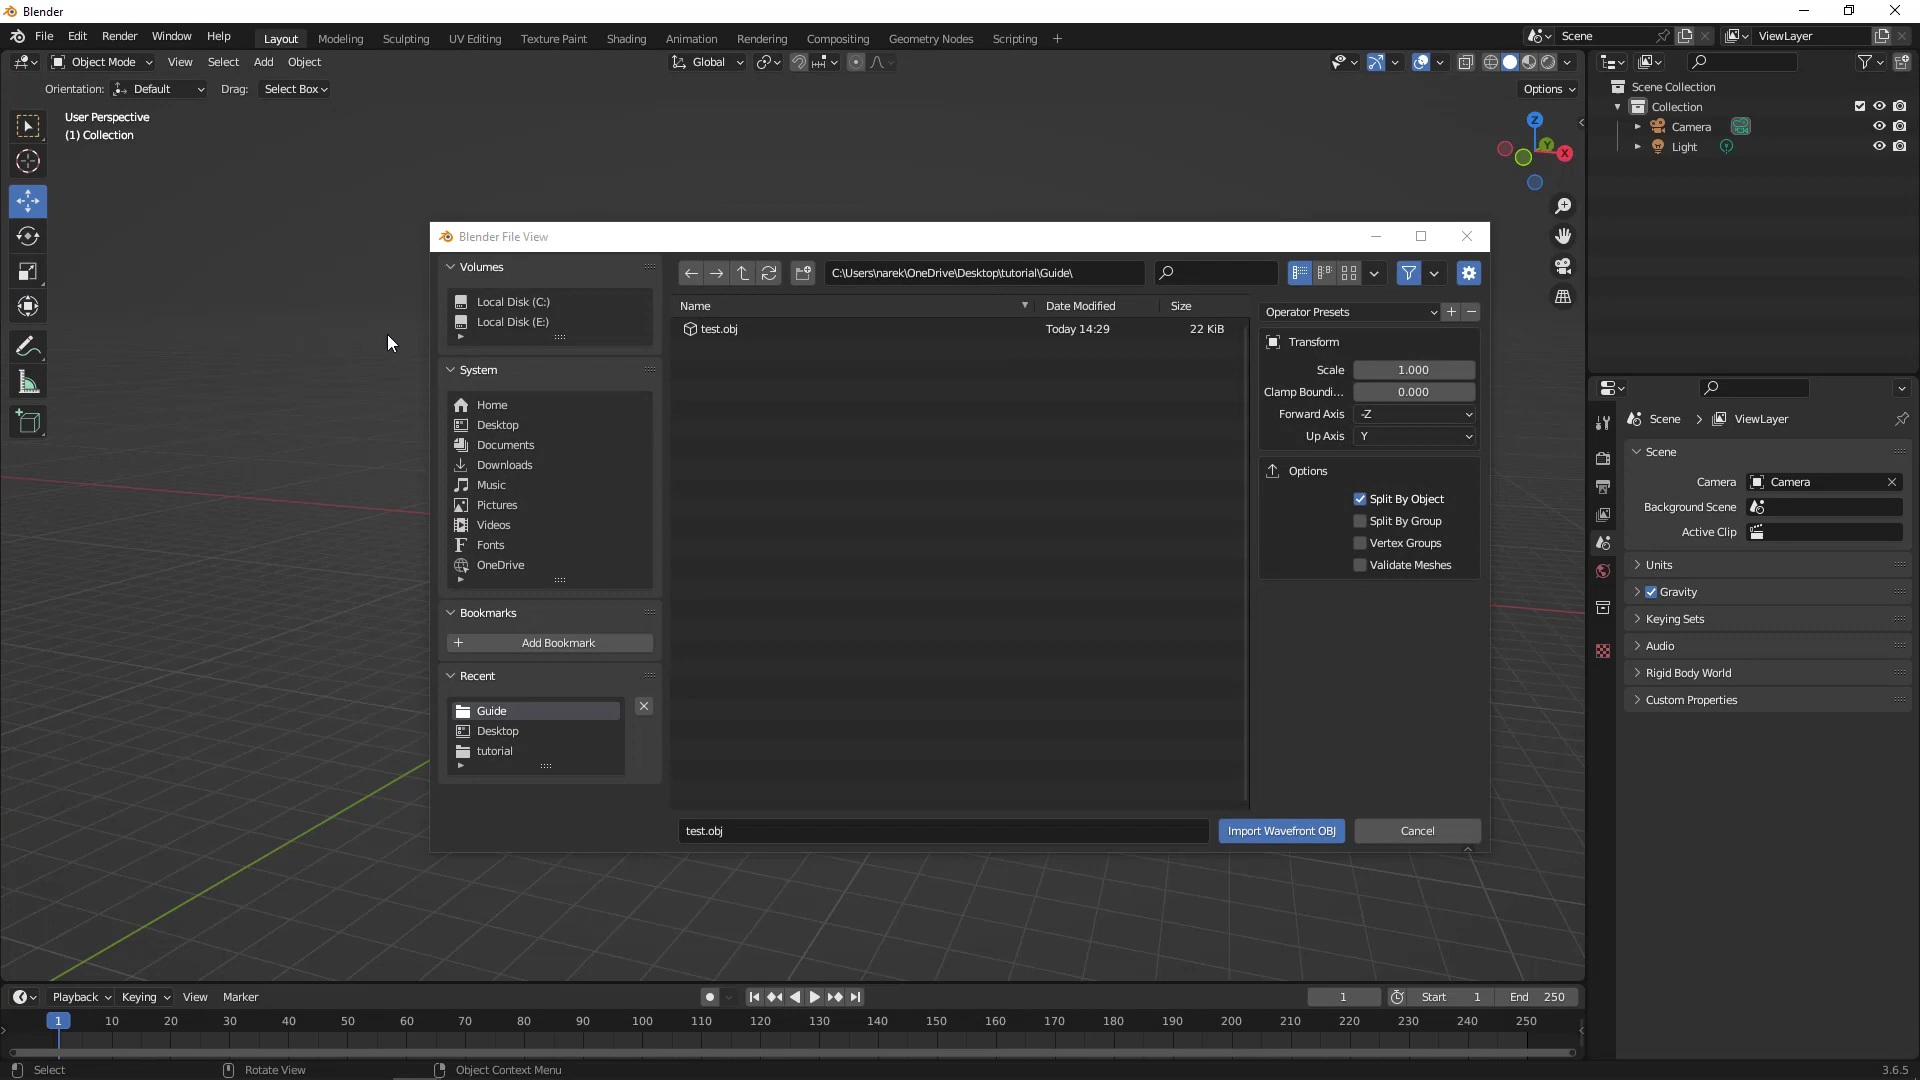 Blender
File Edit Render Window Help Layout Modeling Sculpting UV Editing Texture Paint Shading Animation Rendering Compositing Geometry Nodes Scripting + Scene ViewLayer
Object Mode View Select Add Object Global
Orientation: Default Drag: Select Box Options
User Perspective
(1) Collection
Z
Y
X
Scene Collection
Collection
Camera
Light
Blender File View
Volumes
Local Disk (C:)
Local Disk (E:)
System
Home
Desktop
Documents
Downloads
Music
Pictures
Videos
Fonts
OneDrive
Bookmarks
+ Add Bookmark
Recent
Guide
Desktop
tutorial
C:\Users\narek\OneDrive\Desktop\tutorial\Guide\
Name Date Modified Size
test.obj Today 14:29 22 KiB
Operator Presets
Transform
Scale 1.000
Clamp Boundi... 0.000
Forward Axis -Z
Up Axis Y
Options
Split By Object
Split By Group
Vertex Groups
Validate Meshes
test.obj Import Wavefront OBJ Cancel
Scene > ViewLayer
Scene
Camera Camera
Background Scene
Active Clip
Units
Gravity
Keying Sets
Audio
Rigid Body World
Custom Properties
Playback Keying View Marker 1 Start 1 End 250
1 10 20 30 40 50 60 70 80 90 100 110 120 130 140 150 160 170 180 190 200 210 220 230 240 250
Select Rotate View Object Context Menu 3.6.5